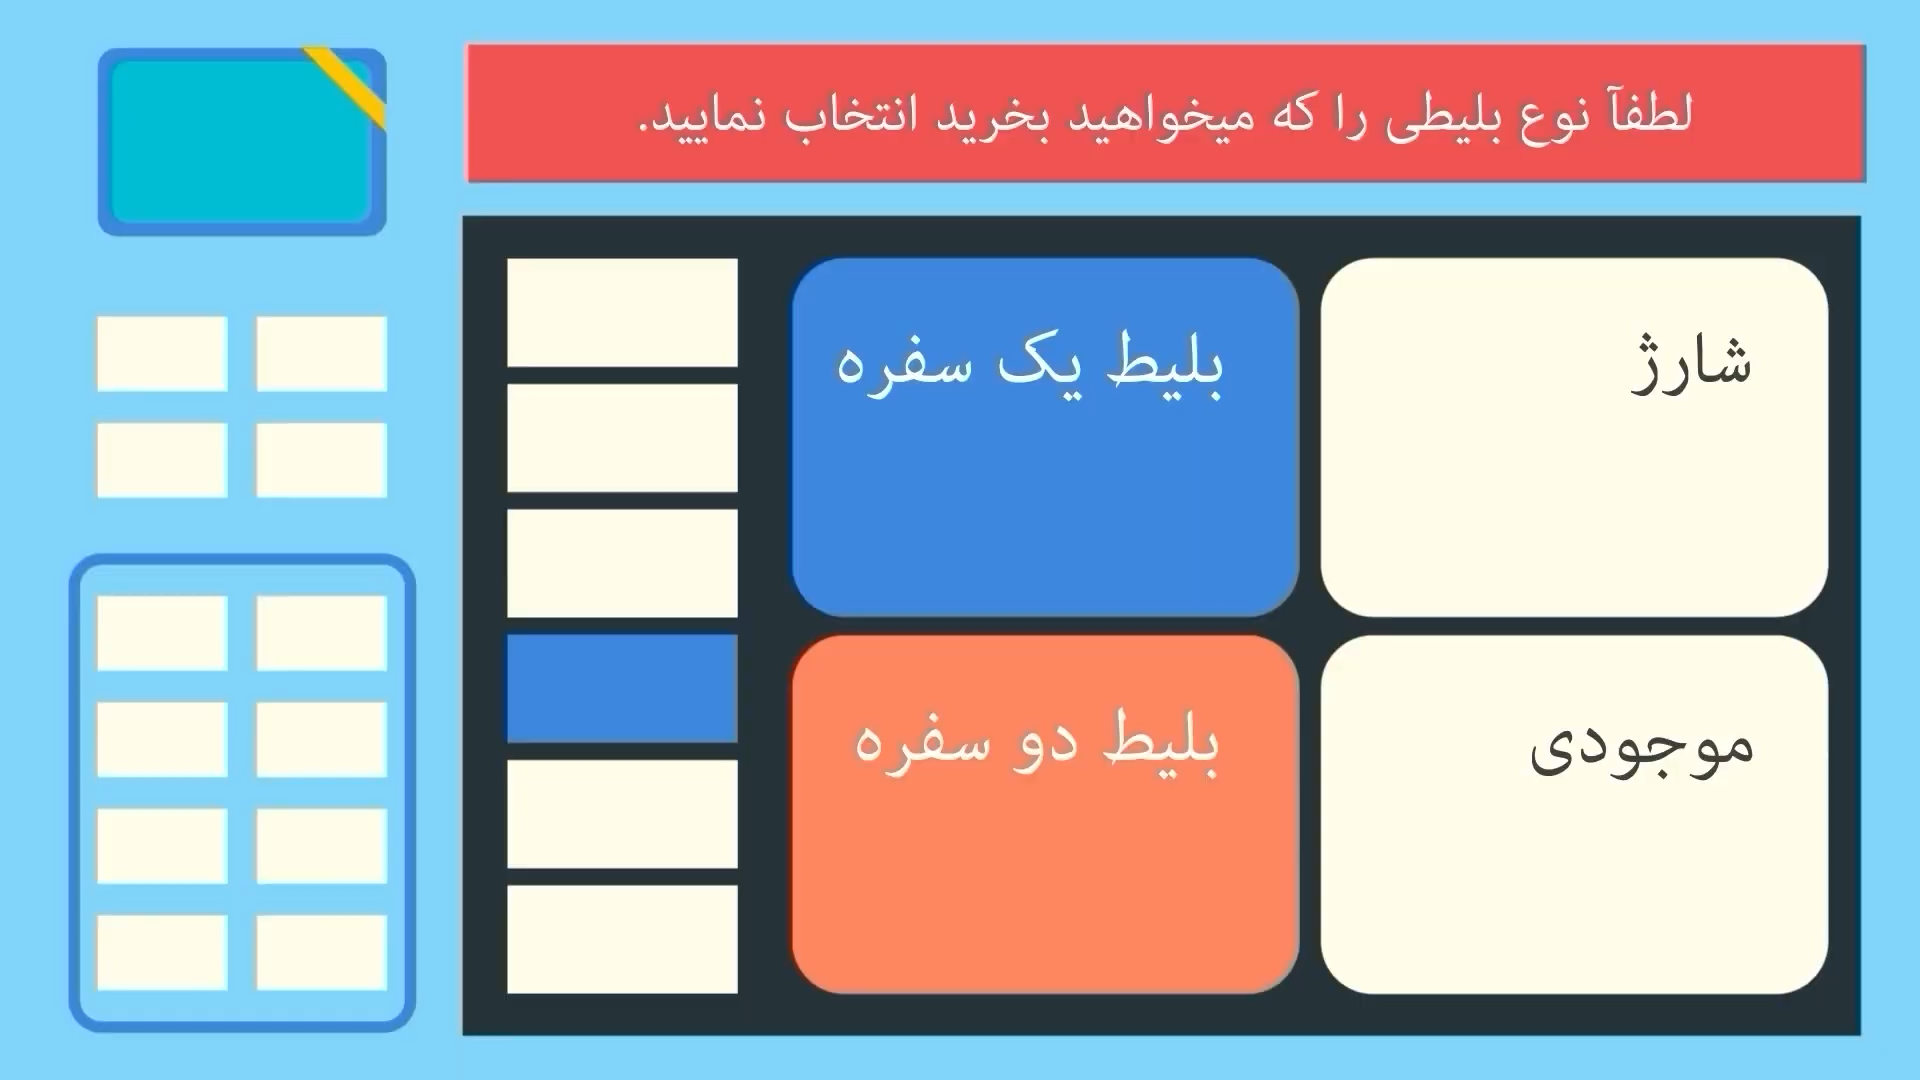 لطفآ نوع بلیطی را که میخواهید بخرید انتخاب نمایید.
شارژ
بلیط یک سفره
موجودی
بلیط دو سفره